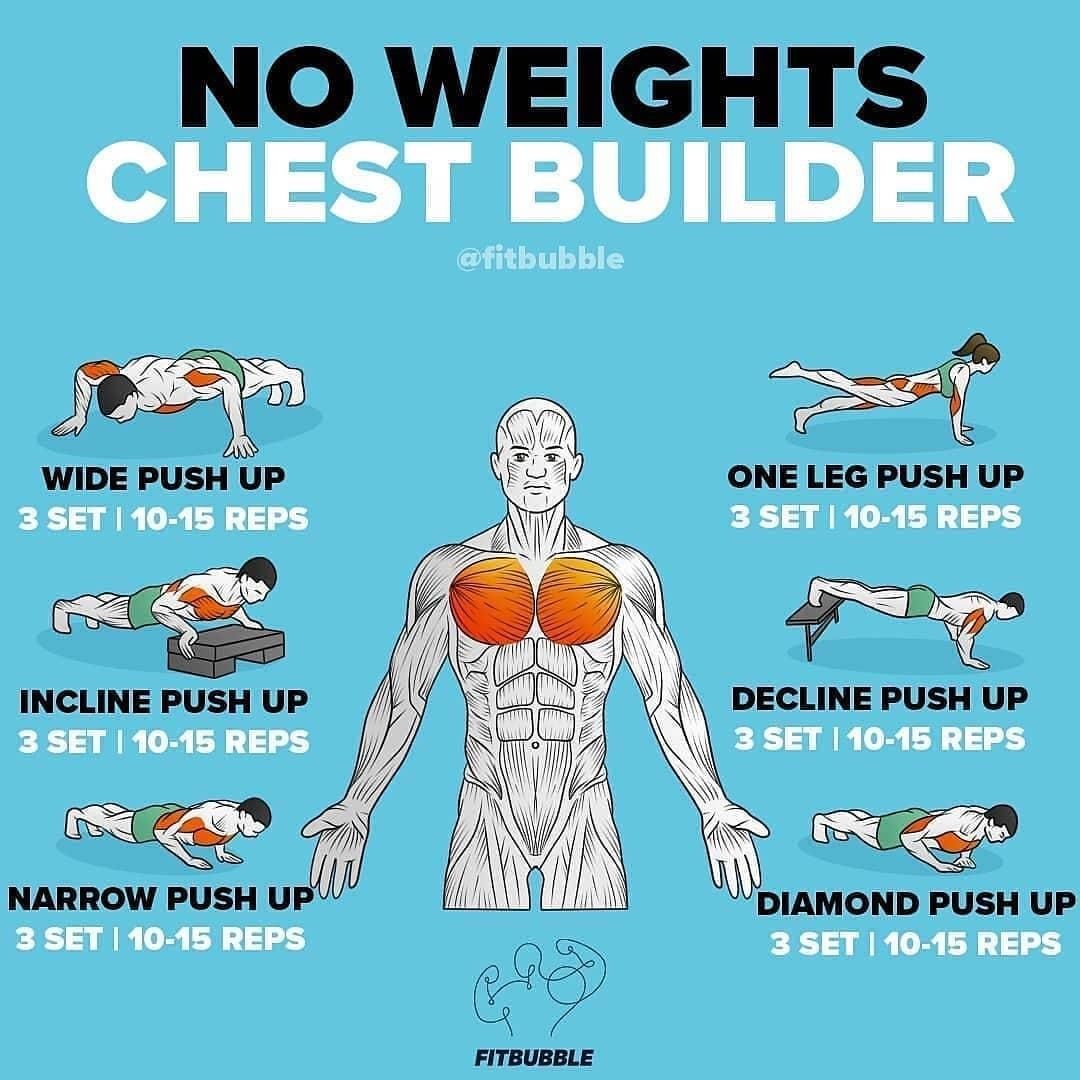 NO WEIGHTS
CHEST BUILDER
@fitbubble
WIDE PUSH UP
3 SET | 10-15 REPS
INCLINE PUSH UP
3 SET | 10-15 REPS
NARROW PUSH UP
3 SET | 10-15 REPS
ONE LEG PUSH UP
3 SET | 10-15 REPS
DECLINE PUSH UP
3 SET | 10-15 REPS
DIAMOND PUSH UP
3 SET | 10-15 REPS
FITBUBBLE